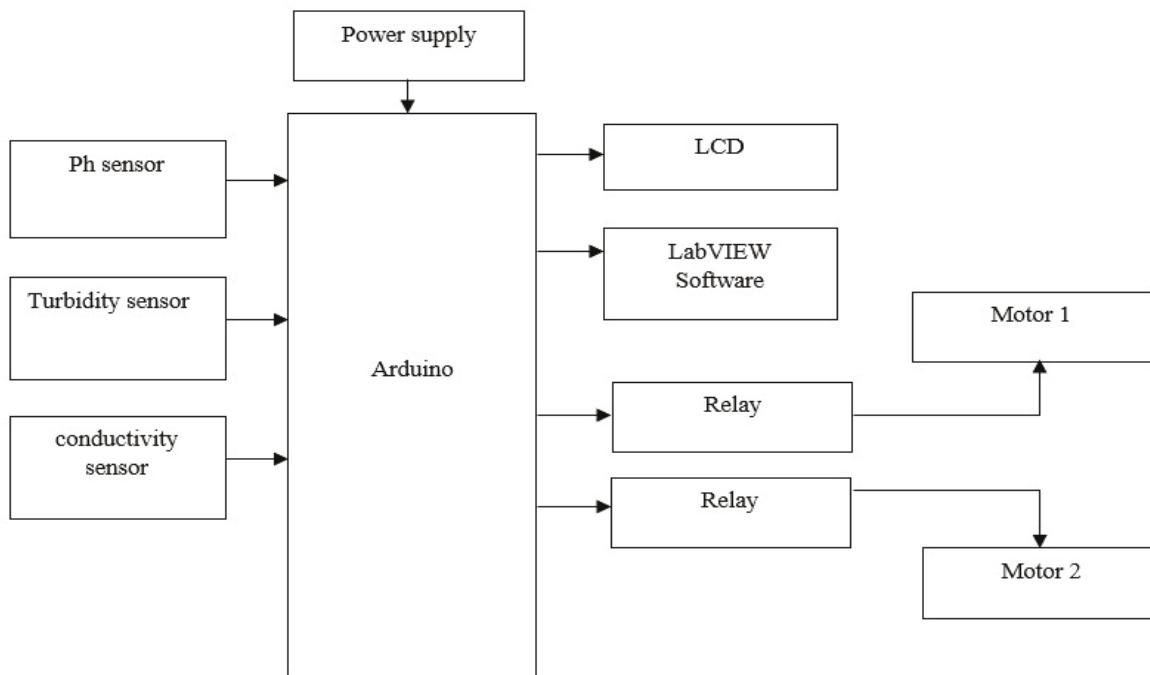 Power supply
Ph sensor
Turbidity sensor
conductivity
sensor
Arduino
LCD
LabVIEW
Software
Relay
Relay
Motor 1
Motor 2